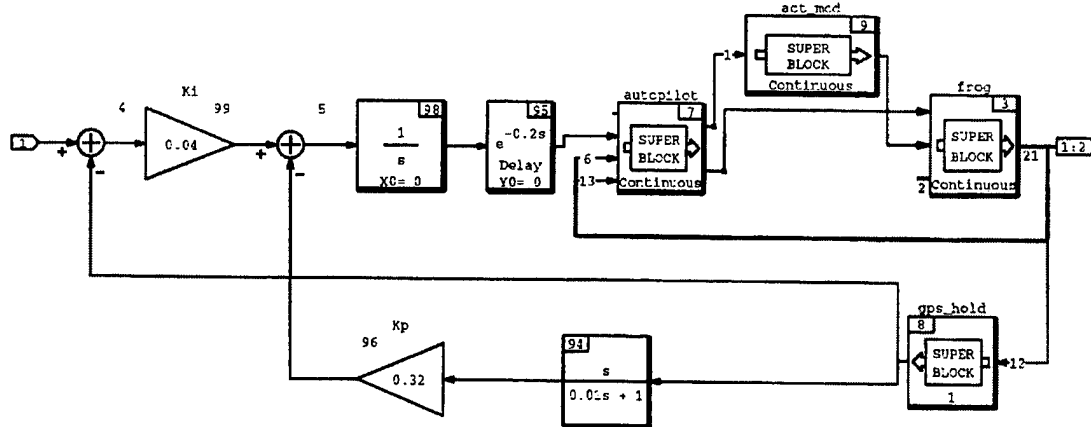 act_mod
9
SUPER
BLOCK
1
Continuous
frog
3
SUPER
BLOCK
21
2
Continuous
1:2
Ki
4
99
5
1
0.04
98
1
s
X0= 0
95
e^-0.2s
Delay
Y0= 0
autopilot
7
SUPER
BLOCK
6
13
Continuous
gps_hold
8
SUPER
BLOCK
12
1
Kp
96
0.32
94
s
0.01s + 1